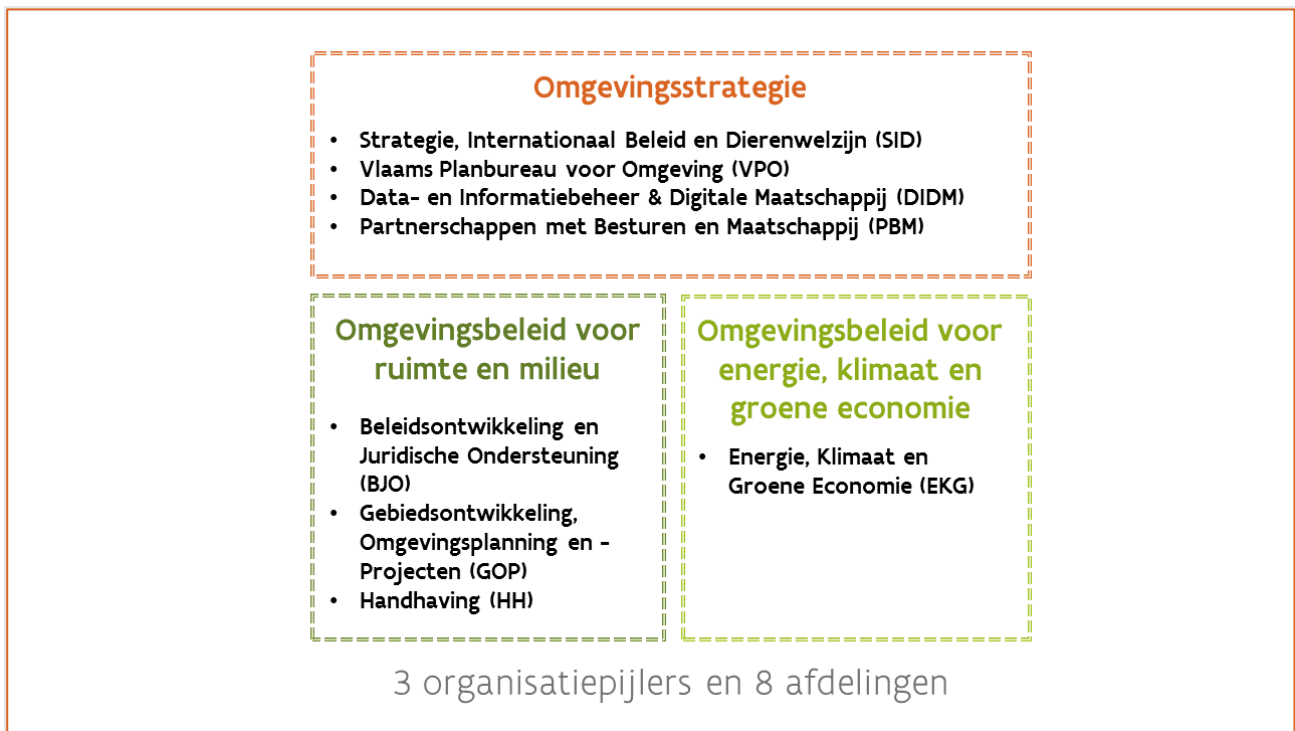 Omgevingsstrategie
• Strategie, Internationaal Beleid en Dierenwelzijn (SID)
• Vlaams Planbureau voor Omgeving (VPO)
• Data- en Informatiebeheer & Digitale Maatschappij (DIDM)
• Partnerschappen met Besturen en Maatschappij (PBM)
Omgevingsbeleid voor
ruimte en milieu
• Beleidsontwikkeling en
Juridische Ondersteuning
(BJO)
• Gebiedsontwikkeling,
Omgevingsplanning en -
Projecten (GOP)
• Handhaving (HH)
Omgevingsbeleid voor
energie, klimaat en
groene economie
• Energie, Klimaat en
Groene Economie (EKG)
3 organisatiepijlers en 8 afdelingen